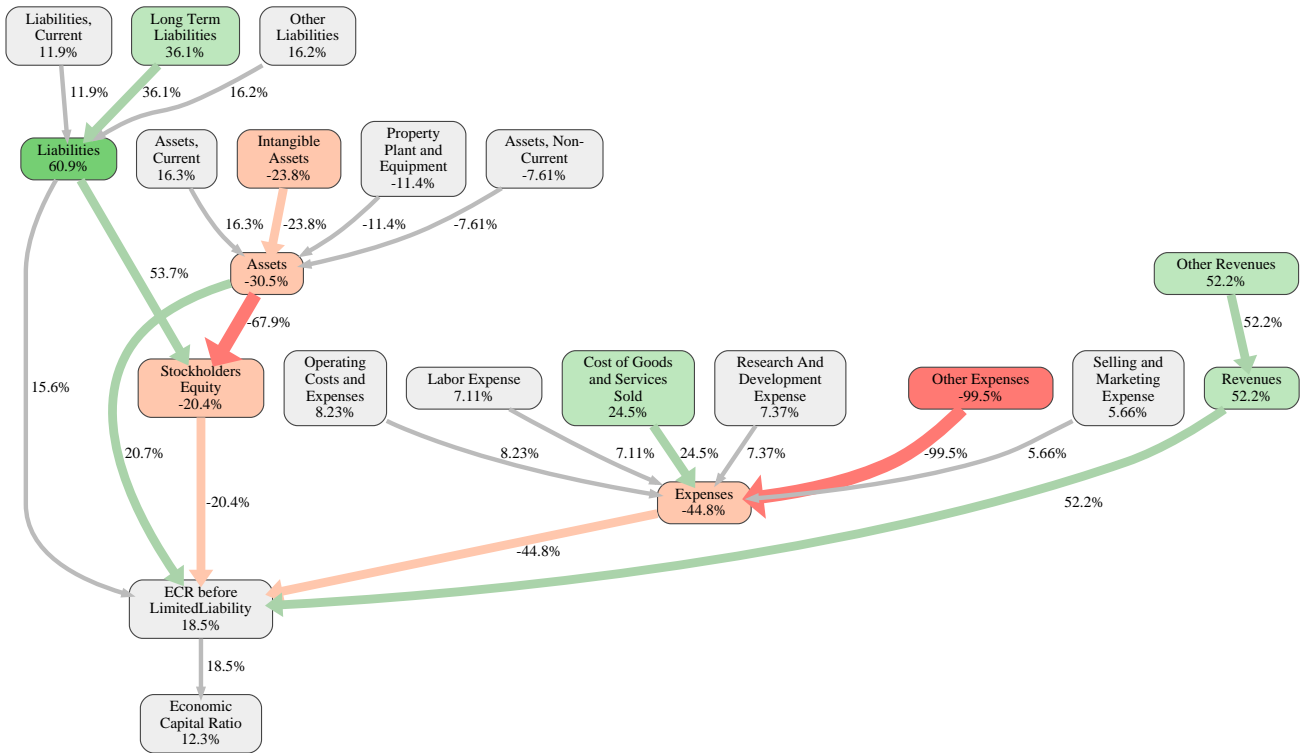 Liabilities,
Current
11.9%
Long Term
Liabilities
36.1%
Other
Liabilities
16.2%
11.9%
36.1%
16.2%
Liabilities
60.9%
Assets,
Current
16.3%
Intangible
Assets
-23.8%
Property
Plant and
Equipment
-11.4%
Assets, Non-
Current
-7.61%
16.3%
-23.8%
-11.4%
-7.61%
53.7%
Assets
-30.5%
Other Revenues
52.2%
-67.9%
52.2%
15.6%
Stockholders
Equity
-20.4%
Operating
Costs and
Expenses
8.23%
Labor Expense
7.11%
Cost of Goods
and Services
Sold
24.5%
Research And
Development
Expense
7.37%
Other Expenses
-99.5%
Selling and
Marketing
Expense
5.66%
Revenues
52.2%
20.7%
8.23%
7.11%
24.5%
7.37%
-99.5%
5.66%
-20.4%
Expenses
-44.8%
52.2%
-44.8%
ECR before
LimitedLiability
18.5%
18.5%
Economic
Capital Ratio
12.3%